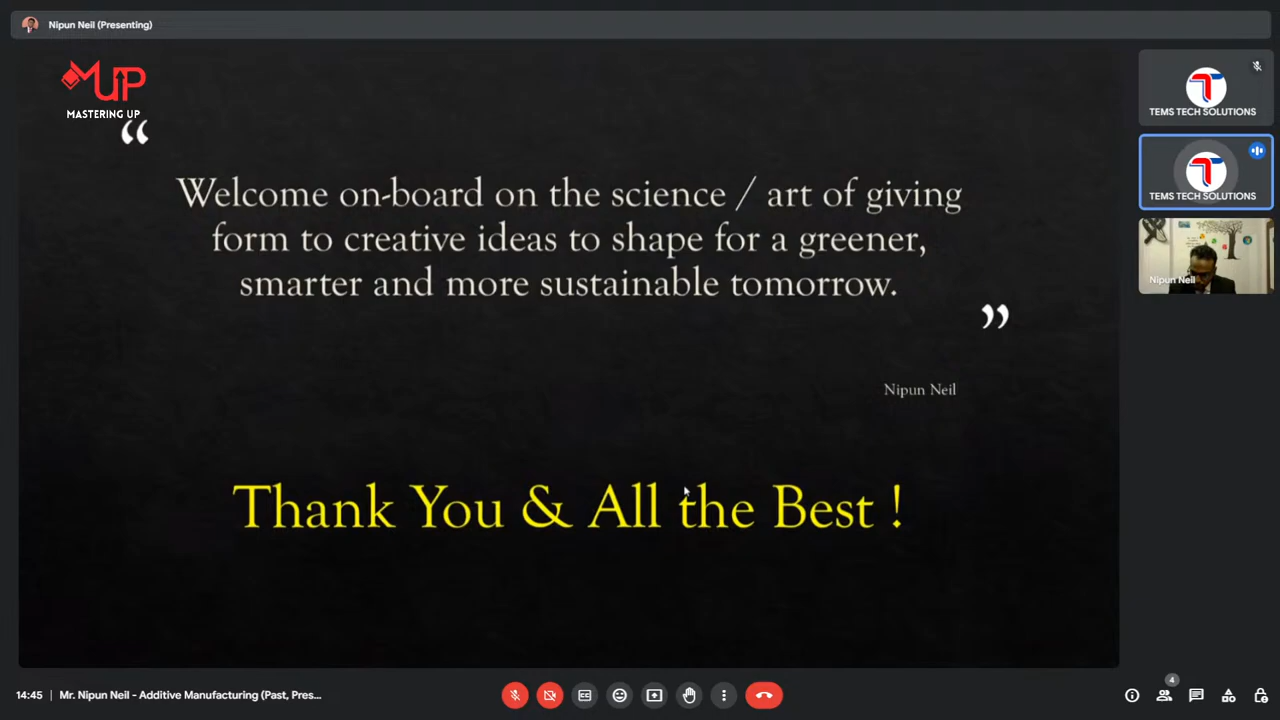 Nipun Neil (Presenting)
MUP
MASTERING UP
“
Welcome on-board on the science / art of giving
form to creative ideas to shape for a greener,
smarter and more sustainable tomorrow.
”
Nipun Neil
Thank You & All the Best !
TEMS TECH SOLUTIONS
TEMS TECH SOLUTIONS
Nipun Neil
14:45 | Mr. Nipun Neil - Additive Manufacturing (Past, Pres...
4